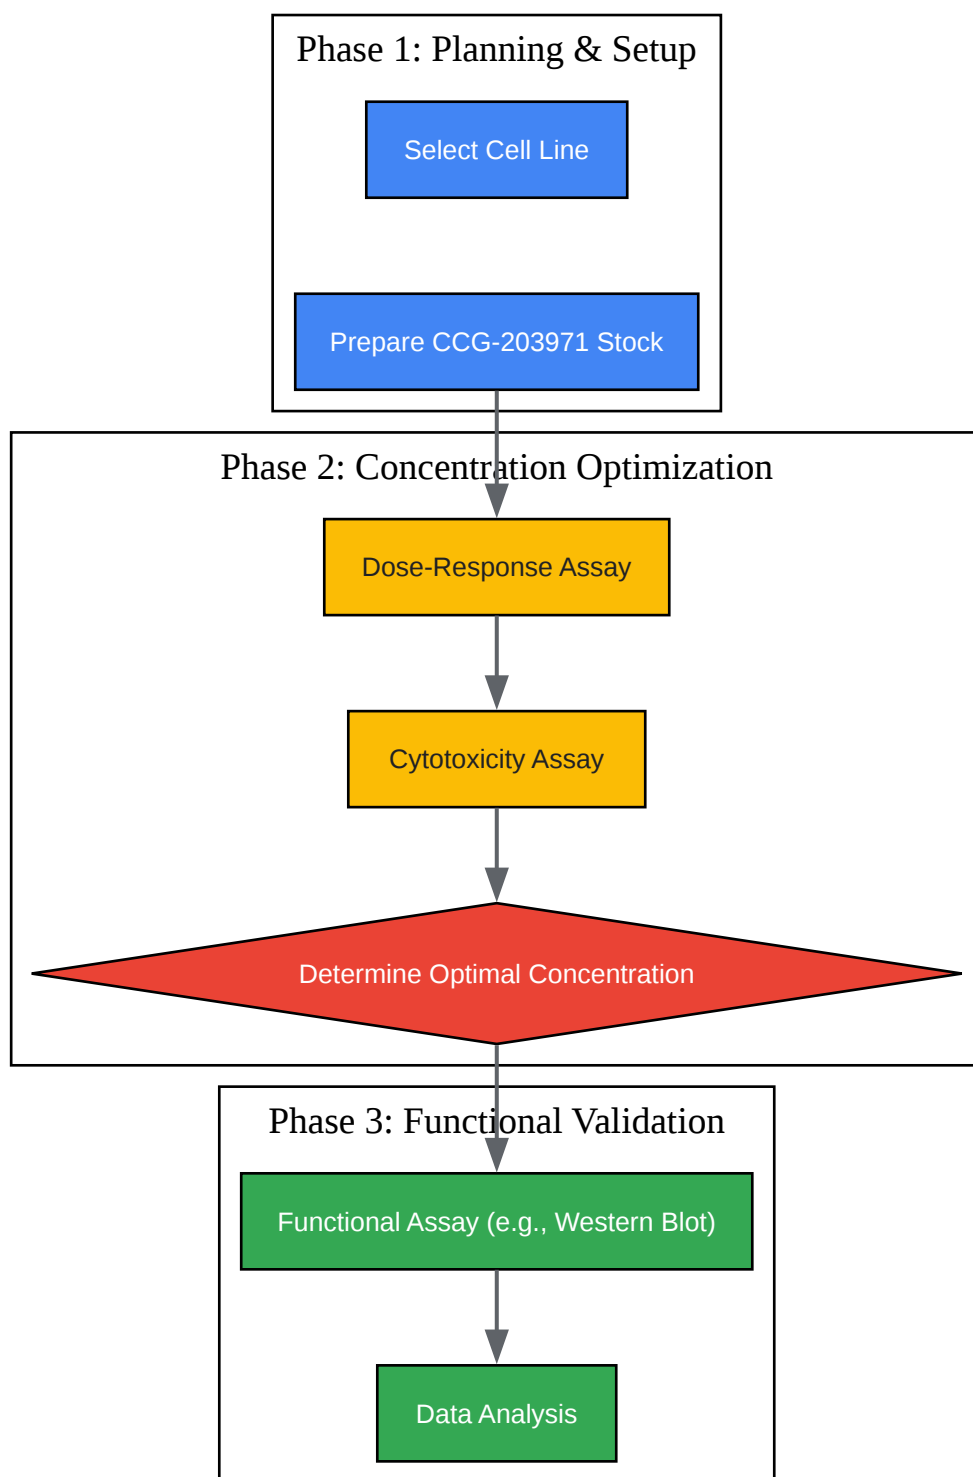 Phase 1: Planning & Setup
Select Cell Line
Prepare CCG-203971 Stock
Phase 2: Concentration Optimization
Dose-Response Assay
Cytotoxicity Assay
Determine Optimal Concentration
Phase 3: Functional Validation
Functional Assay (e.g., Western Blot)
Data Analysis